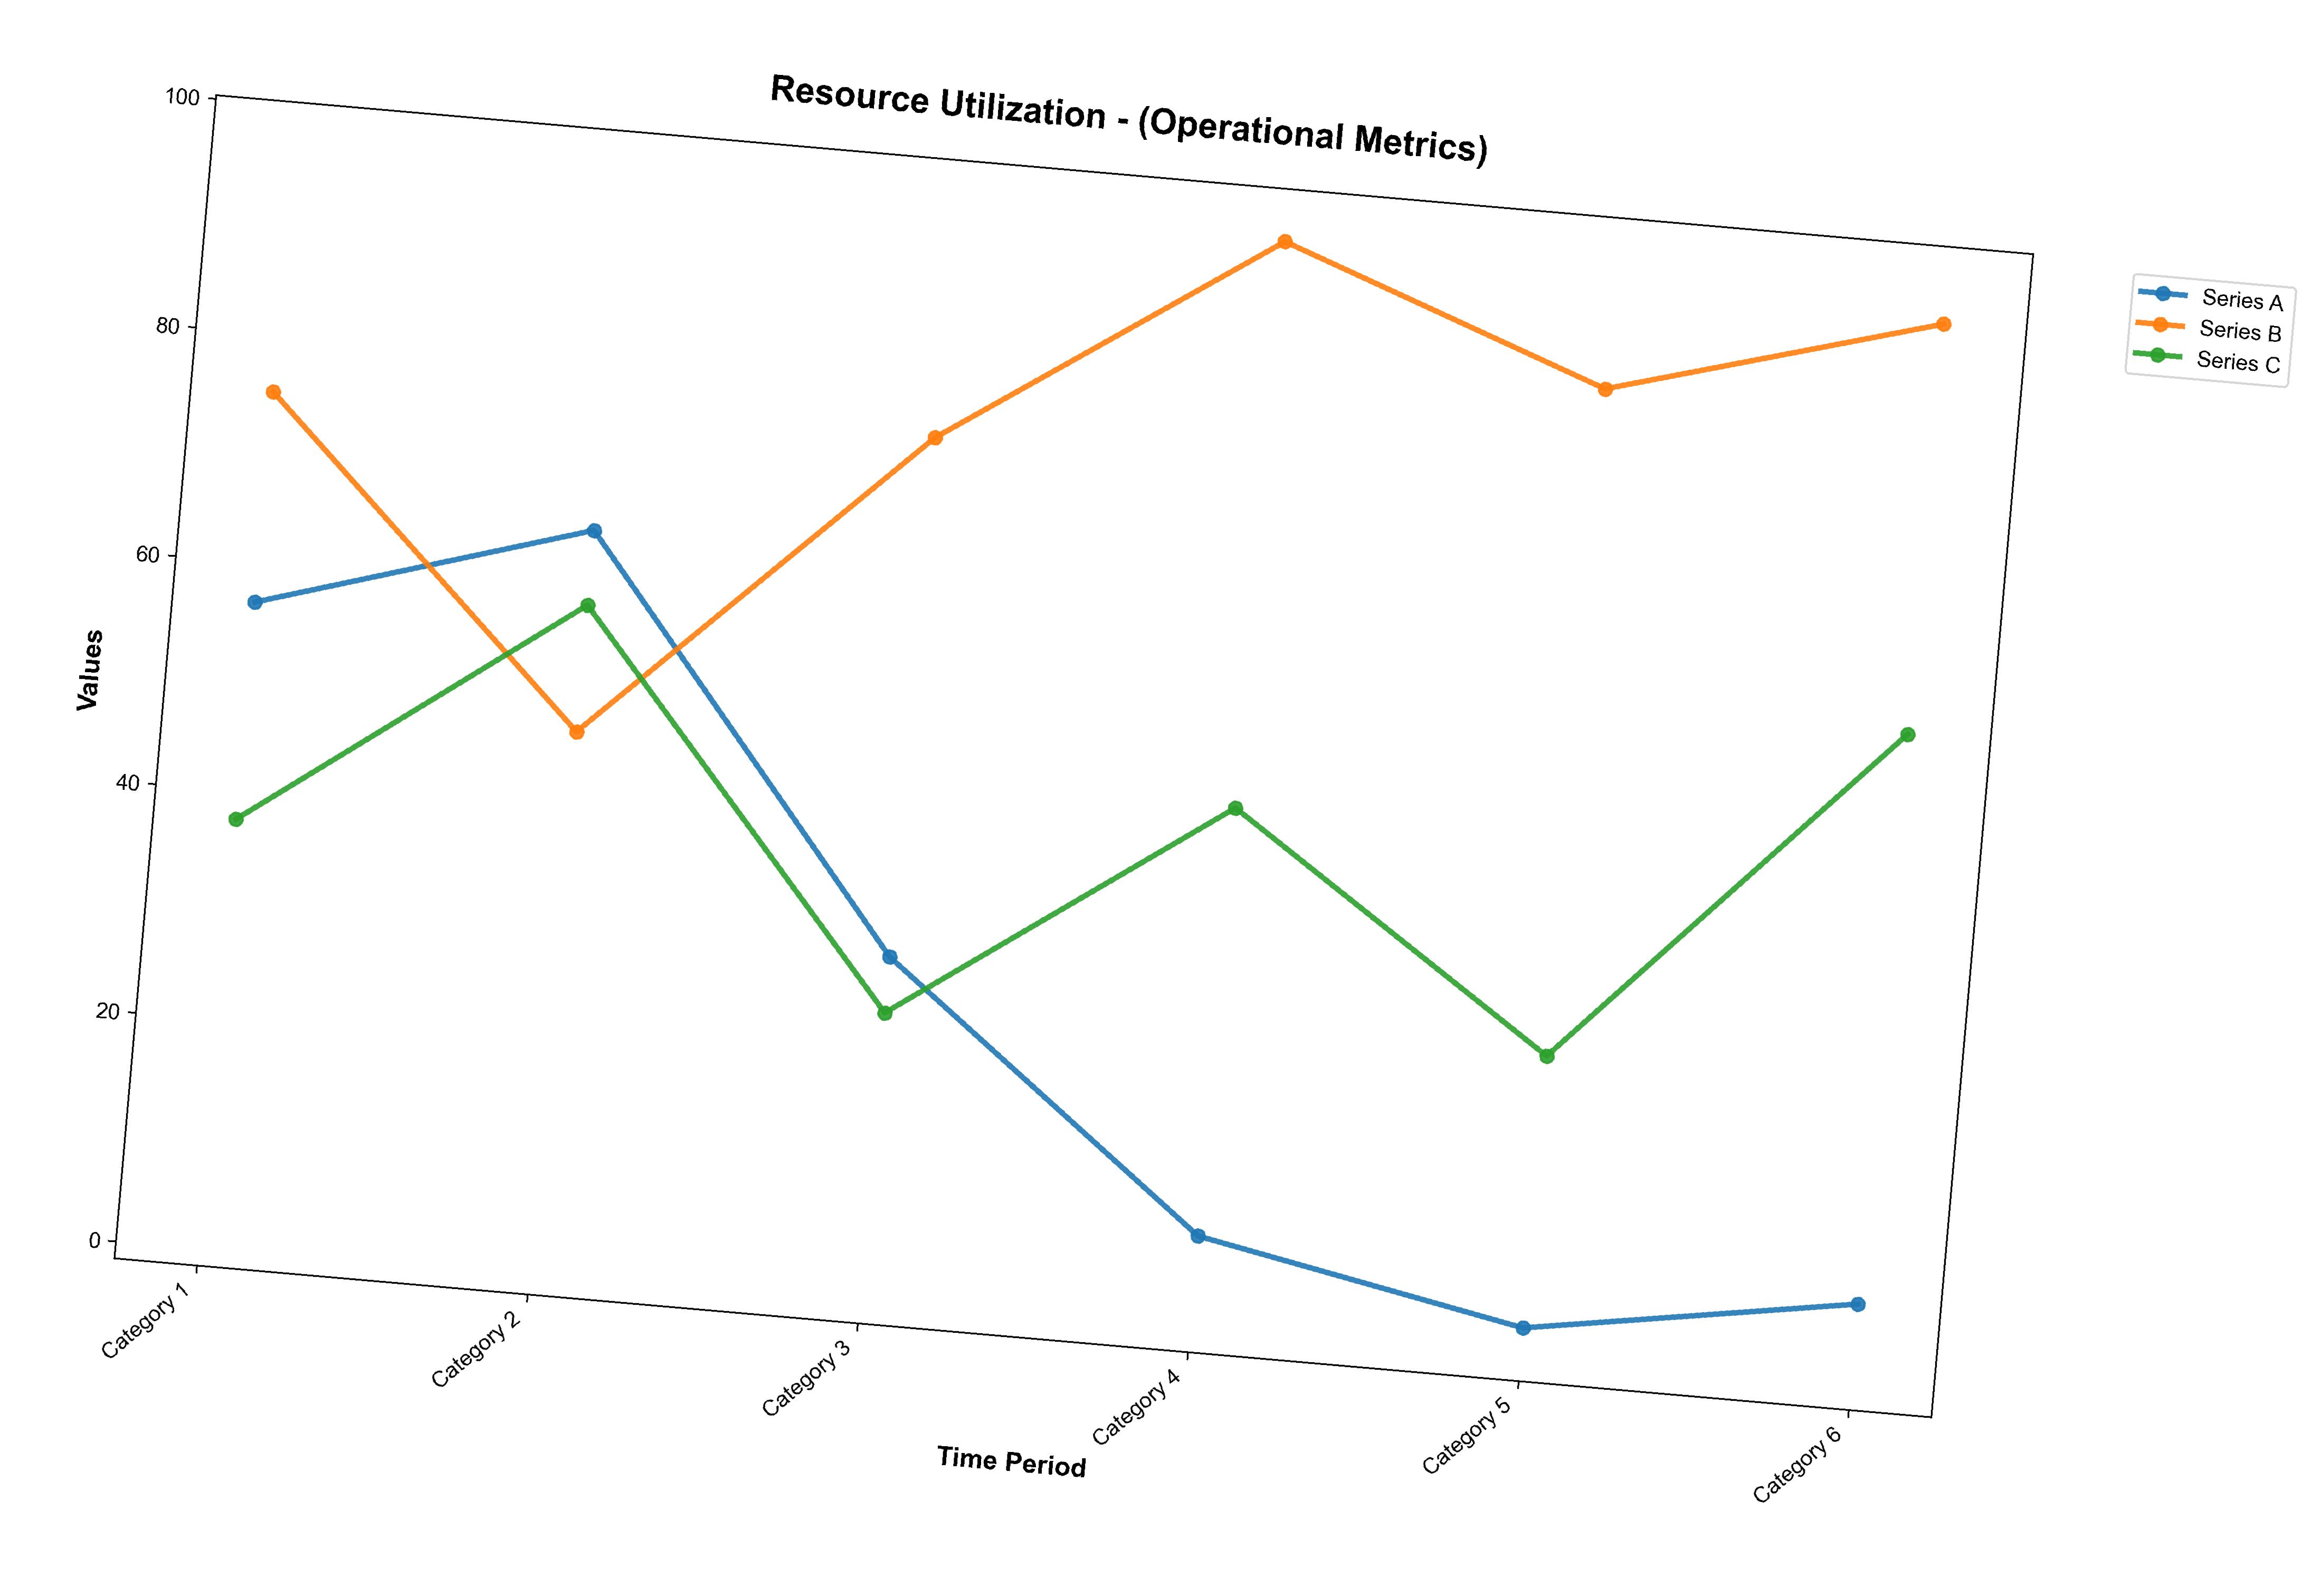 Resource Utilization - (Operational Metrics)
100
80
60
40
20
0
Values
Category 1
Category 2
Category 3
Category 4
Category 5
Category 6
Time Period
Series A
Series B
Series C